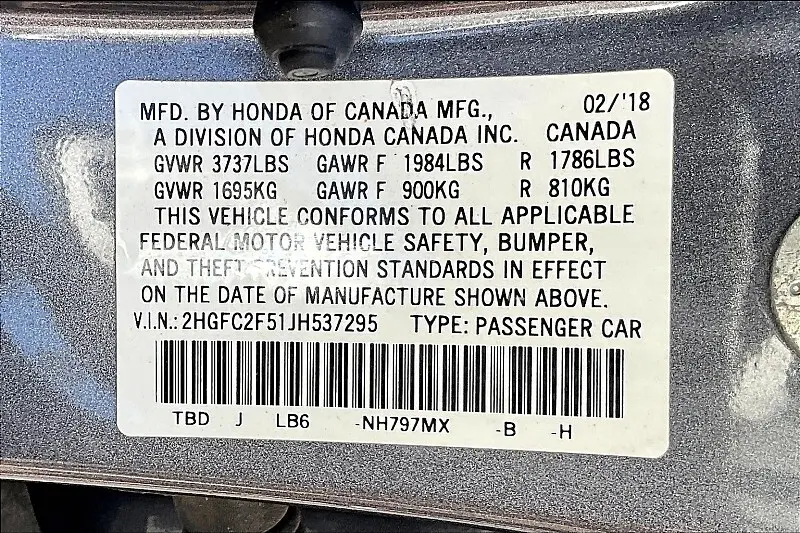 MFD. BY HONDA OF CANADA MFG., 02/'18
A DIVISION OF HONDA CANADA INC. CANADA
GVWR 3737LBS GAWR F 1984LBS R 1786LBS
GVWR 1695KG GAWR F 900KG R 810KG
THIS VEHICLE CONFORMS TO ALL APPLICABLE
FEDERAL MOTOR VEHICLE SAFETY, BUMPER,
AND THEFT PREVENTION STANDARDS IN EFFECT
ON THE DATE OF MANUFACTURE SHOWN ABOVE.
V.I.N.: 2HGFC2F51JH537295 TYPE: PASSENGER CAR
TBD J LB6 -NH797MX -B -H